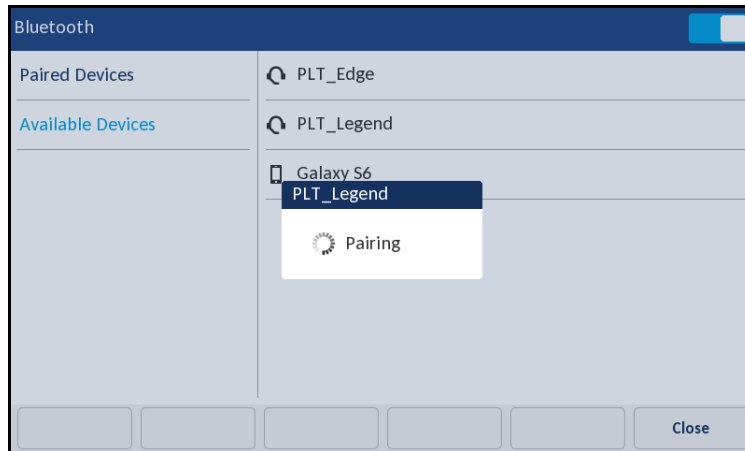 Bluetooth
Paired Devices
Available Devices
PLT_Edge
PLT_Legend
Galaxy S6
PLT_Legend
Pairing
Close